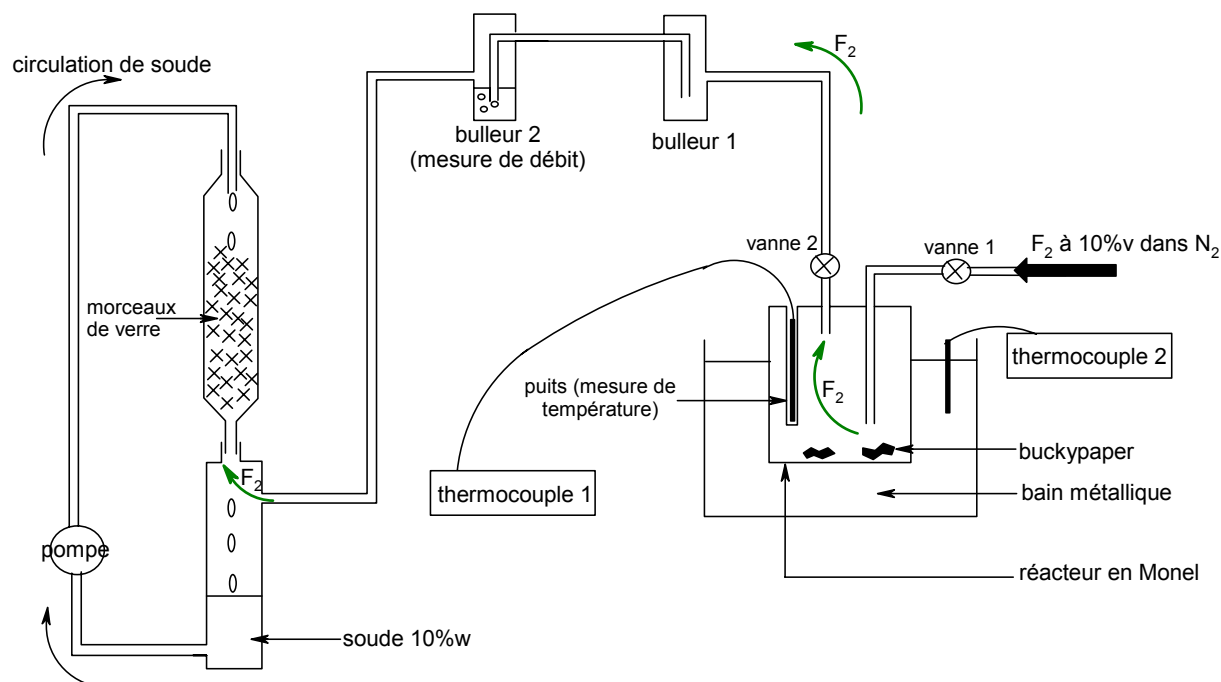 circulation de soude
F2
bulleur 2
(mesure de débit)
bulleur 1
vanne 2
vanne 1
F2 à 10%v dans N2
morceaux
de verre
thermocouple 2
puits (mesure de
température)
F2
F2
thermocouple 1
buckypaper
bain métallique
pompe
réacteur en Monel
soude 10%w